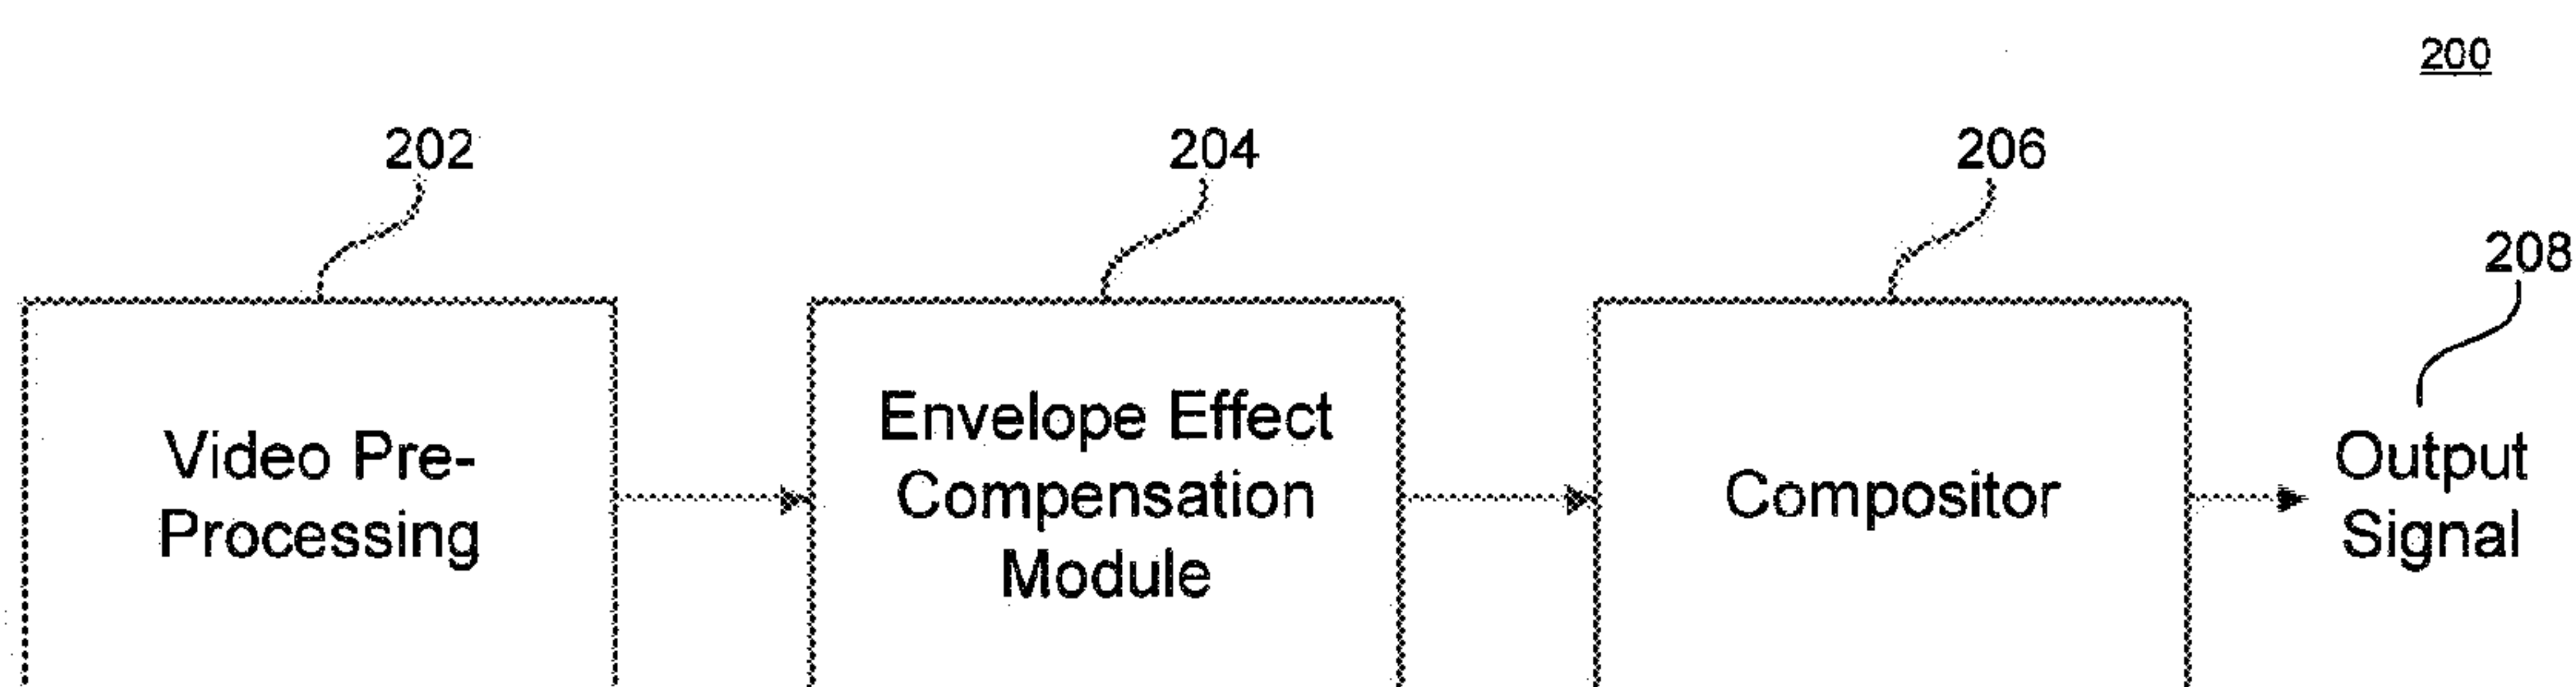 200
202
204
206
208
Video Pre-
Processing
Envelope Effect
Compensation
Module
Compositor
Output
Signal